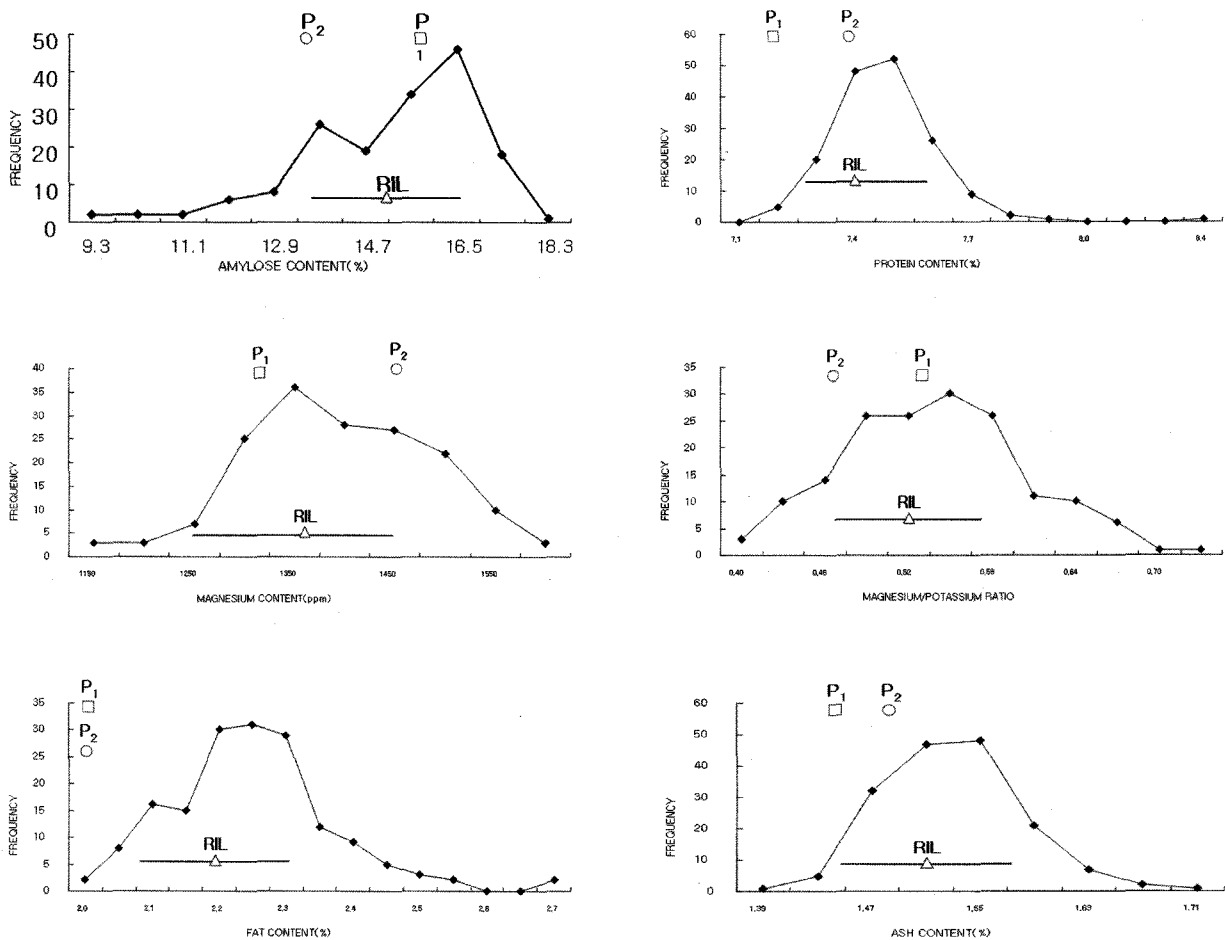 P2 P1
50
40
30
20
10
0
FREQUENCY
RIL
9.3 11.1 12.9 14.7 16.5 18.3
AMYLOSE CONTENT(%)
P1 P2
60
50
40
30
20
10
0
FREQUENCY
RIL
7,1 7,4 7,7 8,0 9,4
PROTEIN CONTENT(%)
P1 P2
40
35
30
25
20
15
10
5
0
FREQUENCY
RIL
1190 1250 1350 1450 1550
MAGNESIUM CONTENT(ppm)
P2 P1
35
30
25
20
15
10
5
0
FREQUENCY
RIL
0,40 0,46 0,52 0,58 0,64 0,70
MAGNESIUM/POTASSIUM RATIO
P1
P2
35
30
25
20
15
10
5
0
FREQUENCY
RIL
2,0 2,1 2,2 2,3 2,4 2,5 2,6 2,7
FAT CONTENT(%)
P1 P2
60
50
40
30
20
10
0
FREQUENCY
RIL
1,39 1,47 1,55 1,63 1,71
ASH CONTENT(%)